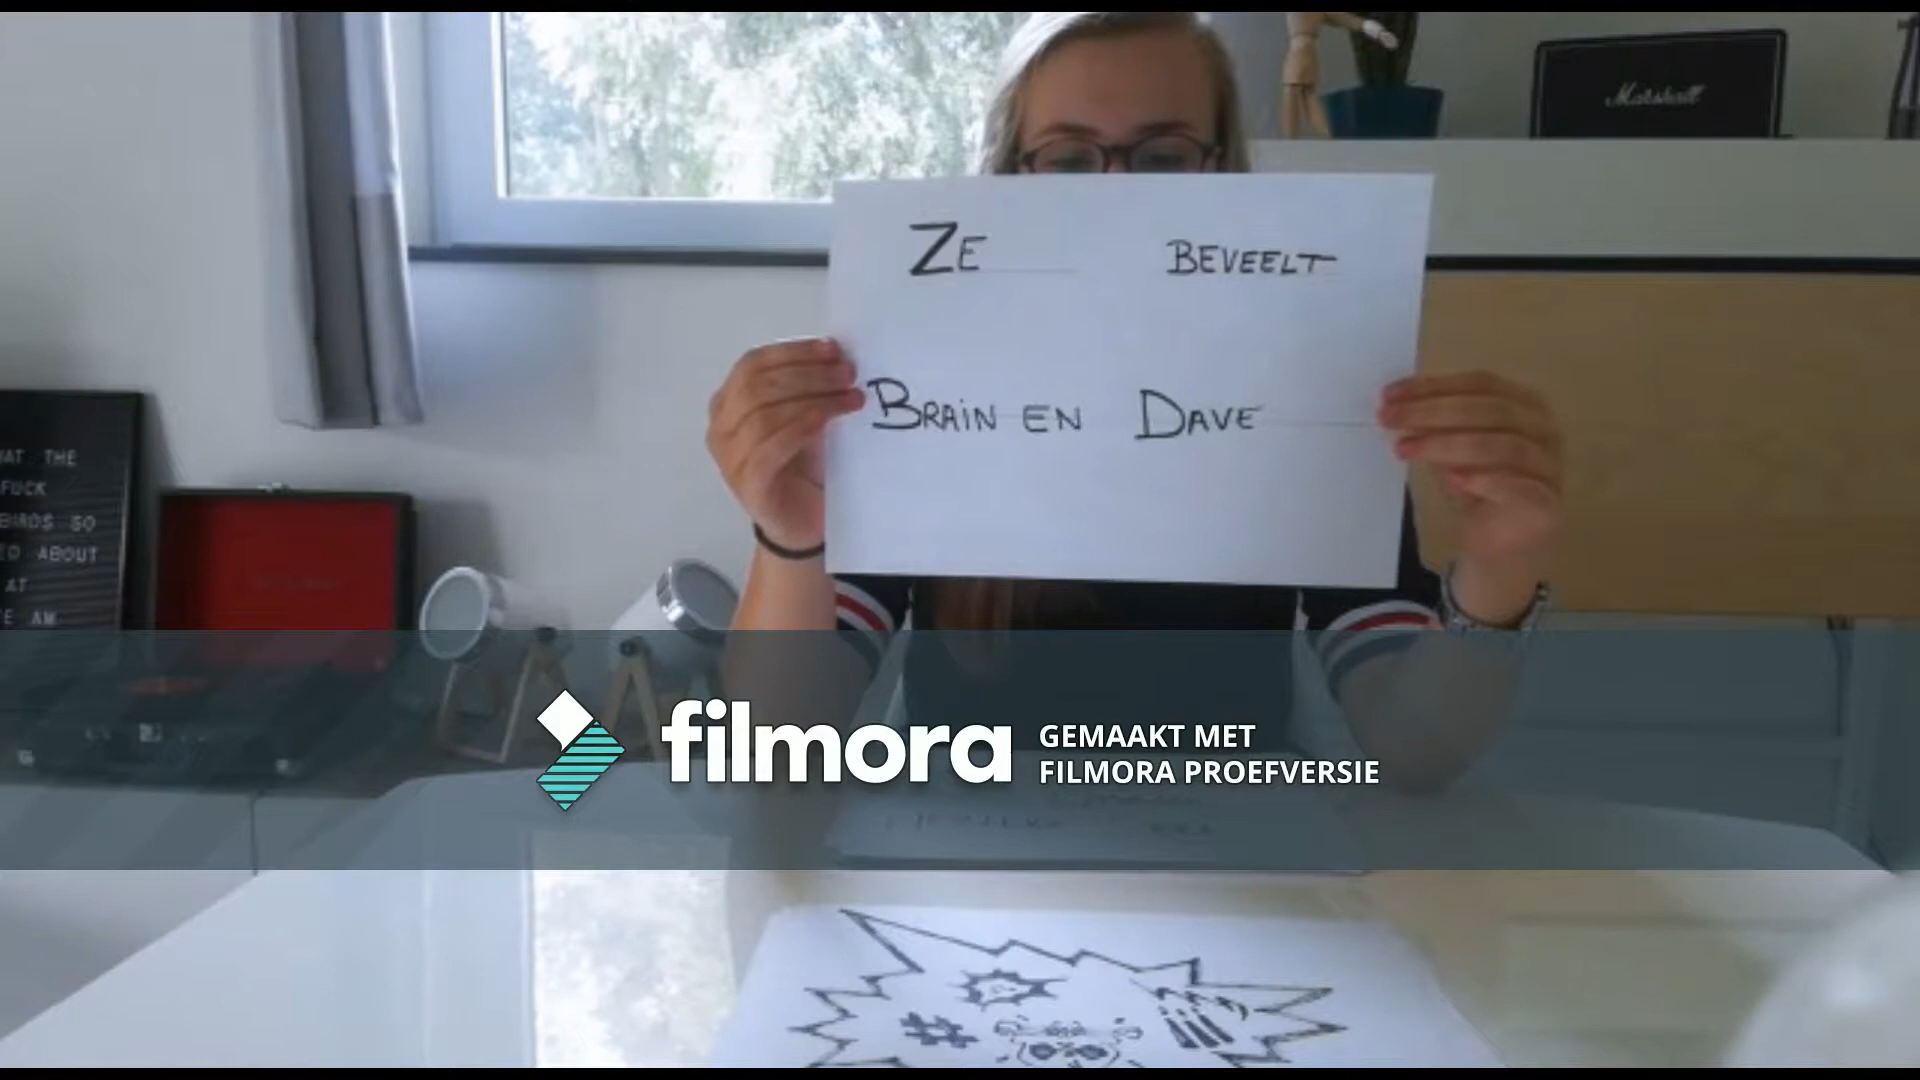 Marshall
ZE BEVEELT
BRAIN EN DAVE
AT THE
FUCK
BIRDS SO
ED ABOUT
AT
E AM
filmora
GEMAAKT MET
FILMORA PROEFVERSIE
#